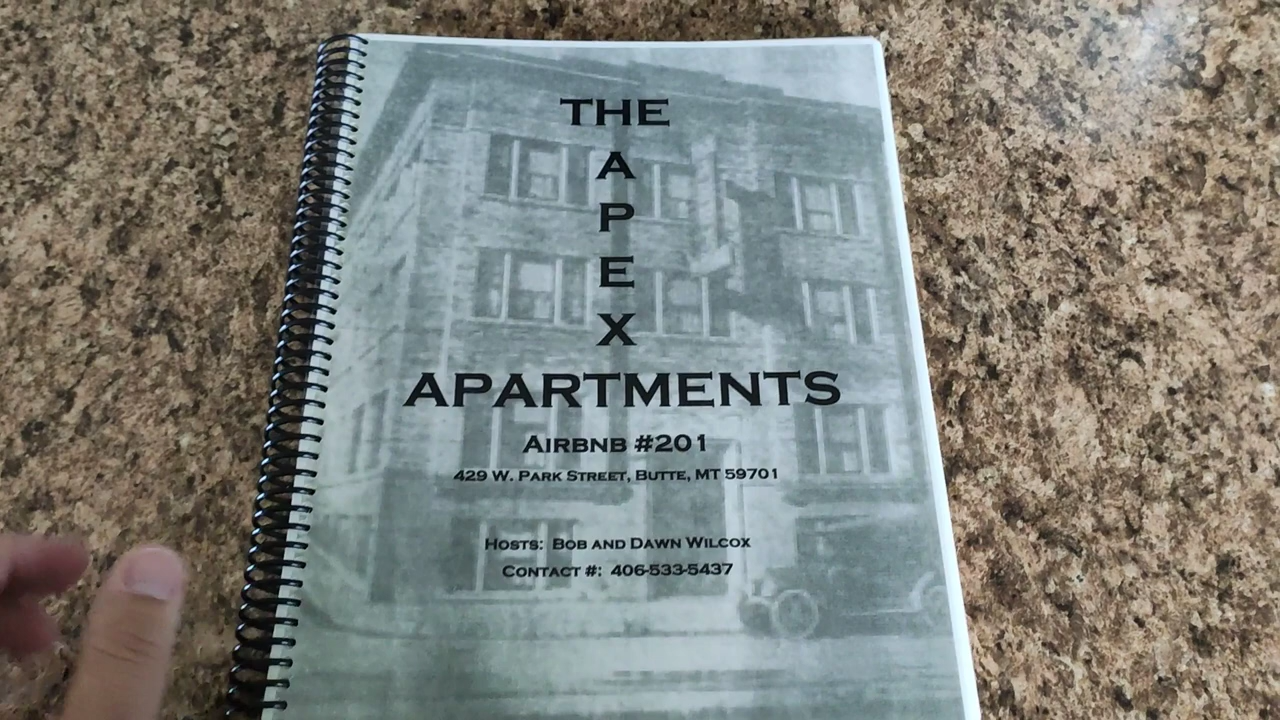 THE
A
P
E
X
APARTMENTS
AIRBNB #201
429 W. PARK STREET, BUTTE, MT 59701
HOSTS: BOB AND DAWN WILCOX
CONTACT #: 406-533-5437